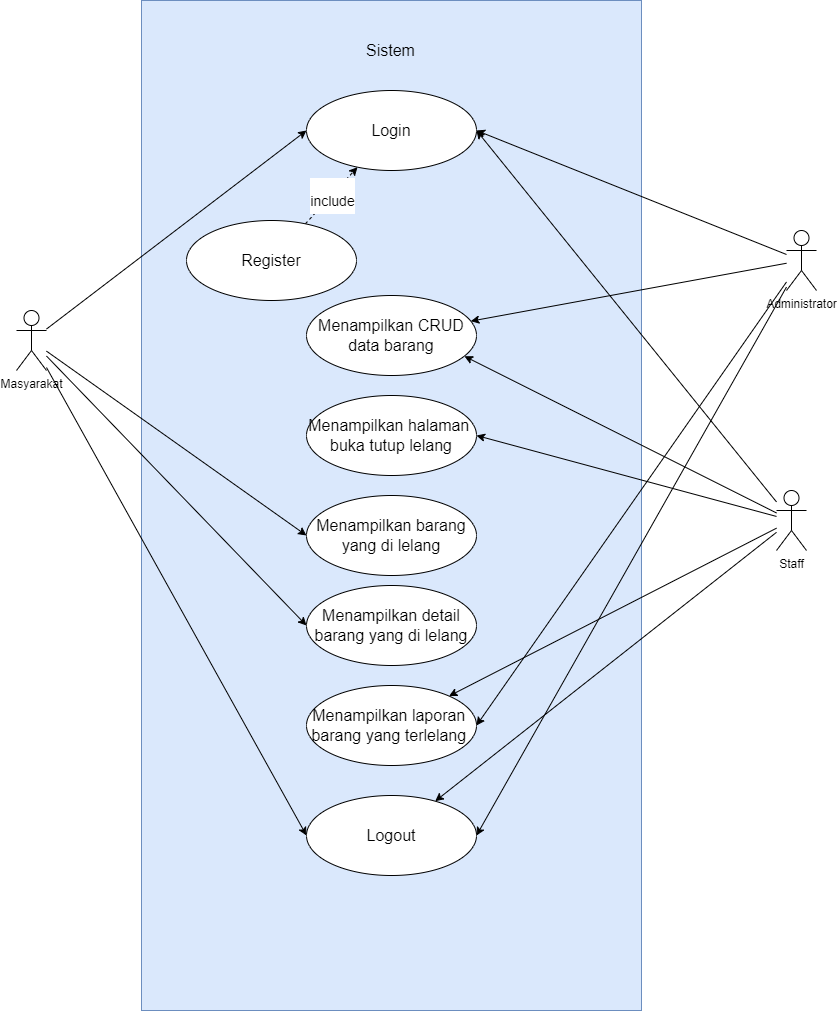 Sistem
Login
include
Register
Administrator
Menampilkan CRUD
data barang
Masyarakat
Menampilkan halaman
buka tutup lelang
Menampilkan barang
yang di lelang
Staff
Menampilkan detail
barang yang di lelang
Menampilkan laporan
barang yang terlelang
Logout